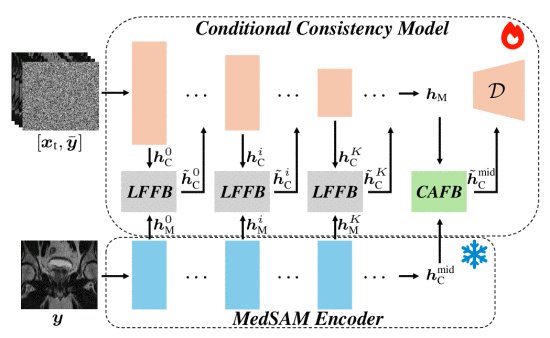 Conditional Consistency Model
[x_t, ȳ]
... ... ... h_M D
h_C^0 h_C^i h_C^K
h̃_C^0 h̃_C^i h̃_C^K h̃_C^mid
LFFB LFFB LFFB CAFB
h_M^0 h_M^i h_M^K
... ... ... h_C^mid
y
MedSAM Encoder